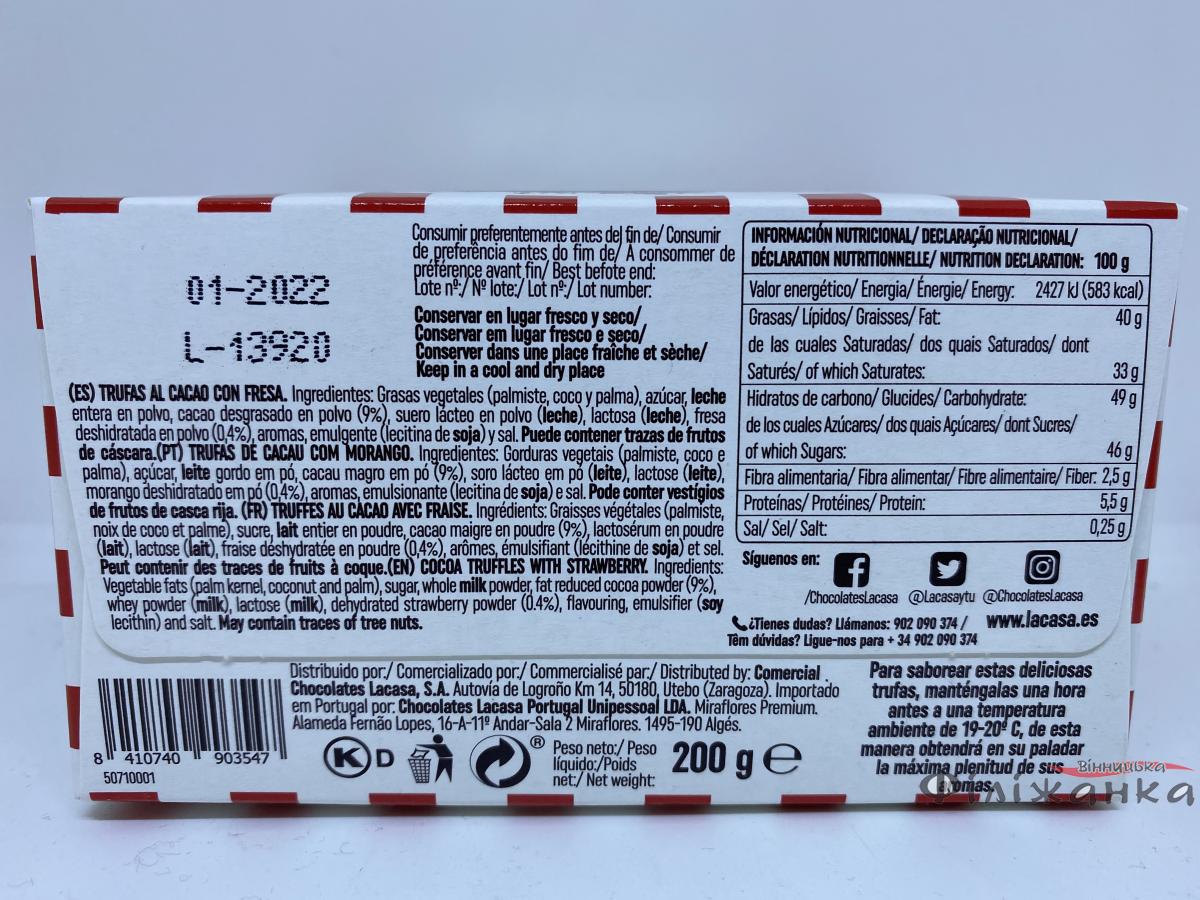 Consumir preferentemente antes del fin de/ Consumir
de preferência antes do fim de/ À consommer de
préférence avant fin/ Best befote end:
Lote nº:/ Nº lote:/ Lot nº:/ Lot number:
01-2022
L-13920
Conservar en lugar fresco y seco/
Conservar em lugar fresco e seco/
Conserver dans une place fraîche et sèche/
Keep in a cool and dry place
(ES) TRUFAS AL CACAO CON FRESA. Ingredientes: Grasas vegetales (palmiste, coco y palma), azúcar, leche
entera en polvo, cacao desgrasado en polvo (9%), suero lácteo en polvo (leche), lactosa (leche), fresa
deshidratada en polvo (0,4%), aromas, emulgente (lecitina de soja) y sal. Puede contener trazas de frutos
de cáscara.(PT) TRUFAS DE CACAU COM MORANGO. Ingredientes: Gorduras vegetais (palmiste, coco e
palma), açúcar, leite gordo em pó, cacau magro em pó (9%), soro lácteo em pó (leite), lactose (leite),
morango deshidratado em pó (0,4%), aromas, emulsionante (lecitina de soja) e sal. Pode conter vestígios
de frutos de casca rija. (FR) TRUFFES AU CACAO AVEC FRAISE. Ingrédients: Graisses végétales (palmiste,
noix de coco et palme), sucre, lait entier en poudre, cacao maigre en poudre (9%), lactosérum en poudre
(lait), lactose (lait), fraise déshydratée en poudre (0,4%), arômes, émulsifiant (lécithine de soja) et sel.
Peut contenir des traces de fruits à coque.(EN) COCOA TRUFFLES WITH STRAWBERRY. Ingredients:
Vegetable fats (palm kernel, coconut and palm), sugar, whole milk powder, fat reduced cocoa powder (9%),
whey powder (milk), lactose (milk), dehydrated strawberry powder (0.4%), flavouring, emulsifier (soy
lecithin) and salt. May contain traces of tree nuts.
INFORMACIÓN NUTRICIONAL/ DECLARAÇÃO NUTRICIONAL/
DÉCLARATION NUTRITIONNELLE/ NUTRITION DECLARATION: 100 g
Valor energético/ Energia/ Énergie/ Energy: 2427 kJ (583 kcal)
Grasas/ Lípidos/ Graisses/ Fat: 40 g
de las cuales Saturadas/ dos quais Saturados/ dont
Saturés/ of which Saturates: 33 g
Hidratos de carbono/ Glucides/ Carbohydrate: 49 g
de los cuales Azúcares/ dos quais Açúcares/ dont Sucres/
of which Sugars: 46 g
Fibra alimentaria/ Fibra alimentar/ Fibre alimentaire/ Fiber: 2,5 g
Proteínas/ Protéines/ Protein: 5,5 g
Sal/ Sel/ Salt: 0,25 g
Síguenos en:
/ChocolatesLacasa @Lacasaytu @ChocolatesLacasa
¿Tienes dudas? Llámanos: 902 090 374 /
Têm dúvidas? Ligue-nos para + 34 902 090 374
www.lacasa.es
Distribuido por:/ Comercializado por:/ Commercialisé par:/ Distributed by: Comercial
Chocolates Lacasa, S.A. Autovía de Logroño Km 14, 50180, Utebo (Zaragoza). Importado
em Portugal por: Chocolates Lacasa Portugal Unipessoal LDA. Miraflores Premium.
Alameda Fernão Lopes, 16-A-11º Andar-Sala 2 Miraflores. 1495-190 Algés.
8 410740 903547
50710001
K D
®
Peso neto:/ Peso
líquido:/Poids
net:/ Net weight:
200 g e
Para saborear estas deliciosas
trufas, manténgalas una hora
antes a una temperatura
ambiente de 19-20º C, de esta
manera obtendrá en su paladar
la máxima plenitud de sus
aromas.
Вінницька
Філіжанка